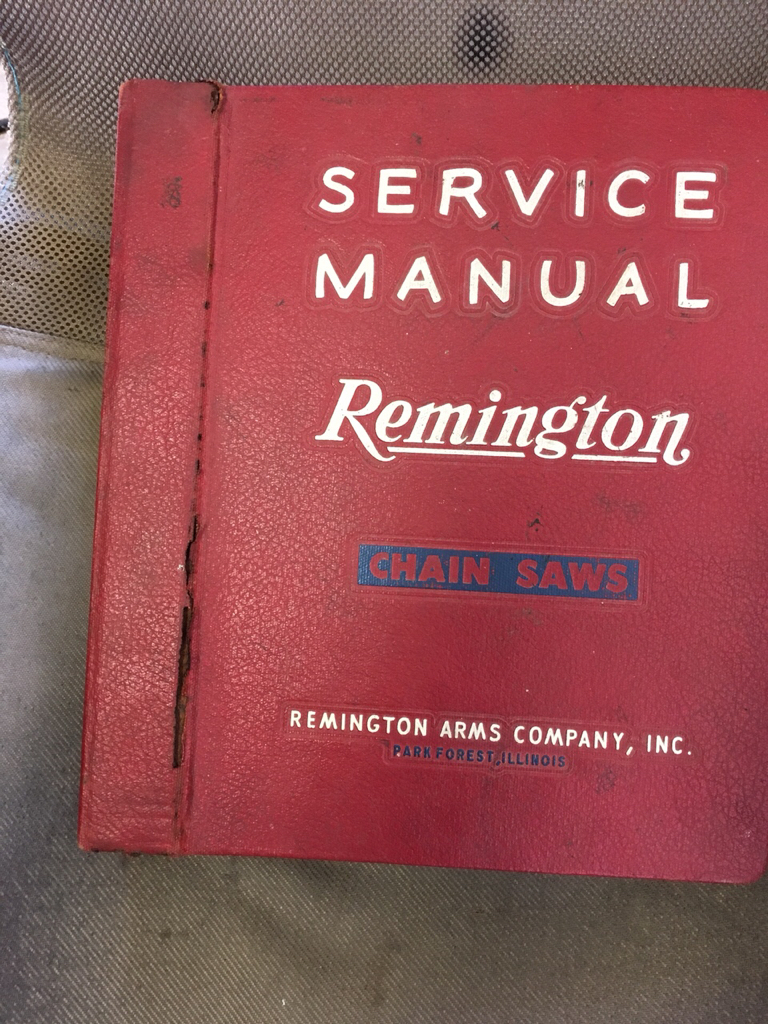 SERVICE
MANUAL
Remington
CHAIN SAWS
REMINGTON ARMS COMPANY, INC.
PARK FOREST, ILLINOIS